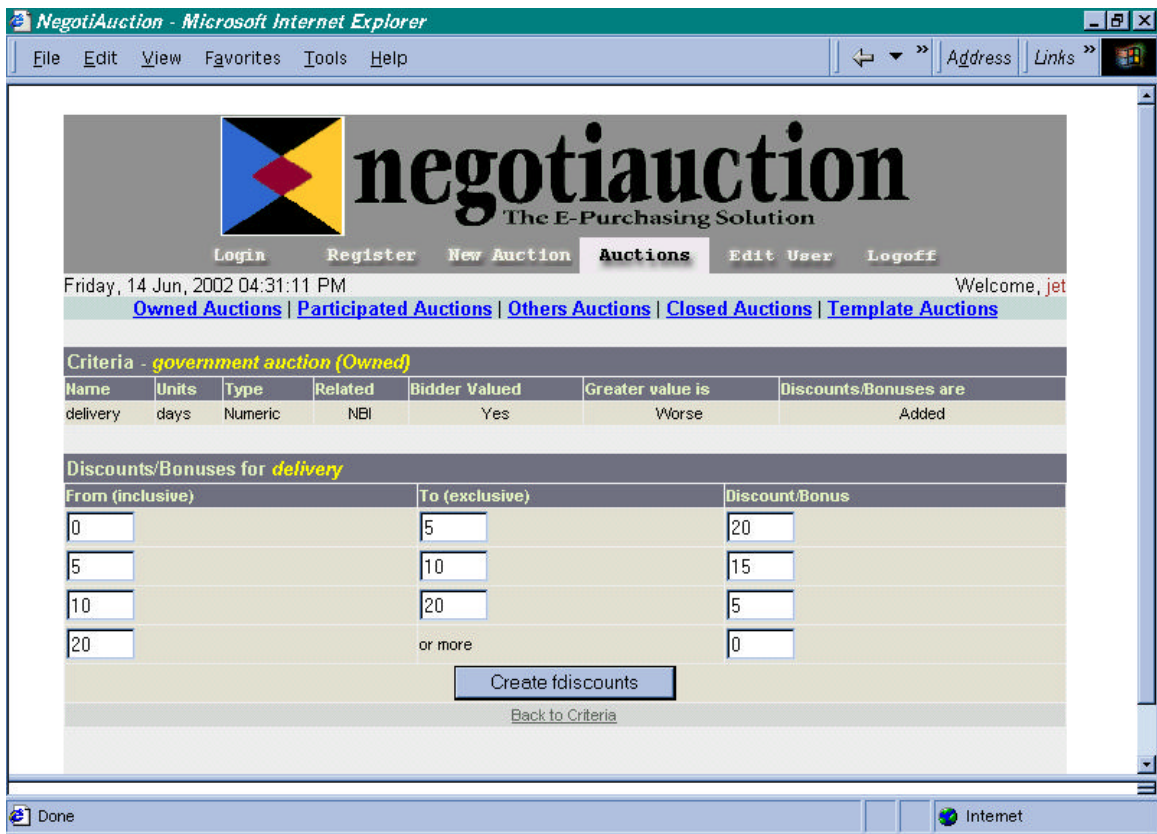 NegotiAuction - Microsoft Internet Explorer
File Edit View Favorites Tools Help » Address Links »
negotiauction
The E-Purchasing Solution
Login Register New Auction Auctions Edit User Logoff
Friday, 14 Jun, 2002 04:31:11 PM Welcome, jet
Owned Auctions | Participated Auctions | Others Auctions | Closed Auctions | Template Auctions
Criteria - government auction (Owned)
Name Units Type Related Bidder Valued Greater value is Discounts/Bonuses are
delivery days Numeric NBI Yes Worse Added
Discounts/Bonuses for delivery
From (inclusive) To (exclusive) Discount/Bonus
0 5 20
5 10 15
10 20 5
20 or more 0
Create fdiscounts
Back to Criteria
Done Internet